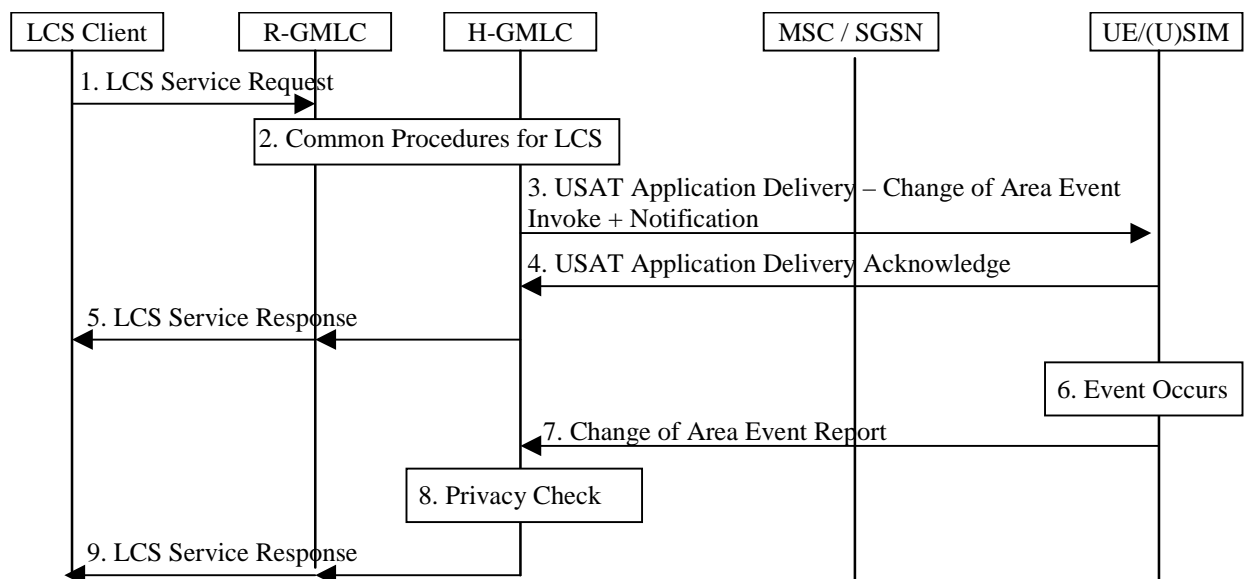 LCS Client
R-GMLC
H-GMLC
MSC / SGSN
UE/(U)SIM
1. LCS Service Request
2. Common Procedures for LCS
3. USAT Application Delivery – Change of Area Event
Invoke + Notification
4. USAT Application Delivery Acknowledge
5. LCS Service Response
6. Event Occurs
7. Change of Area Event Report
8. Privacy Check
9. LCS Service Response